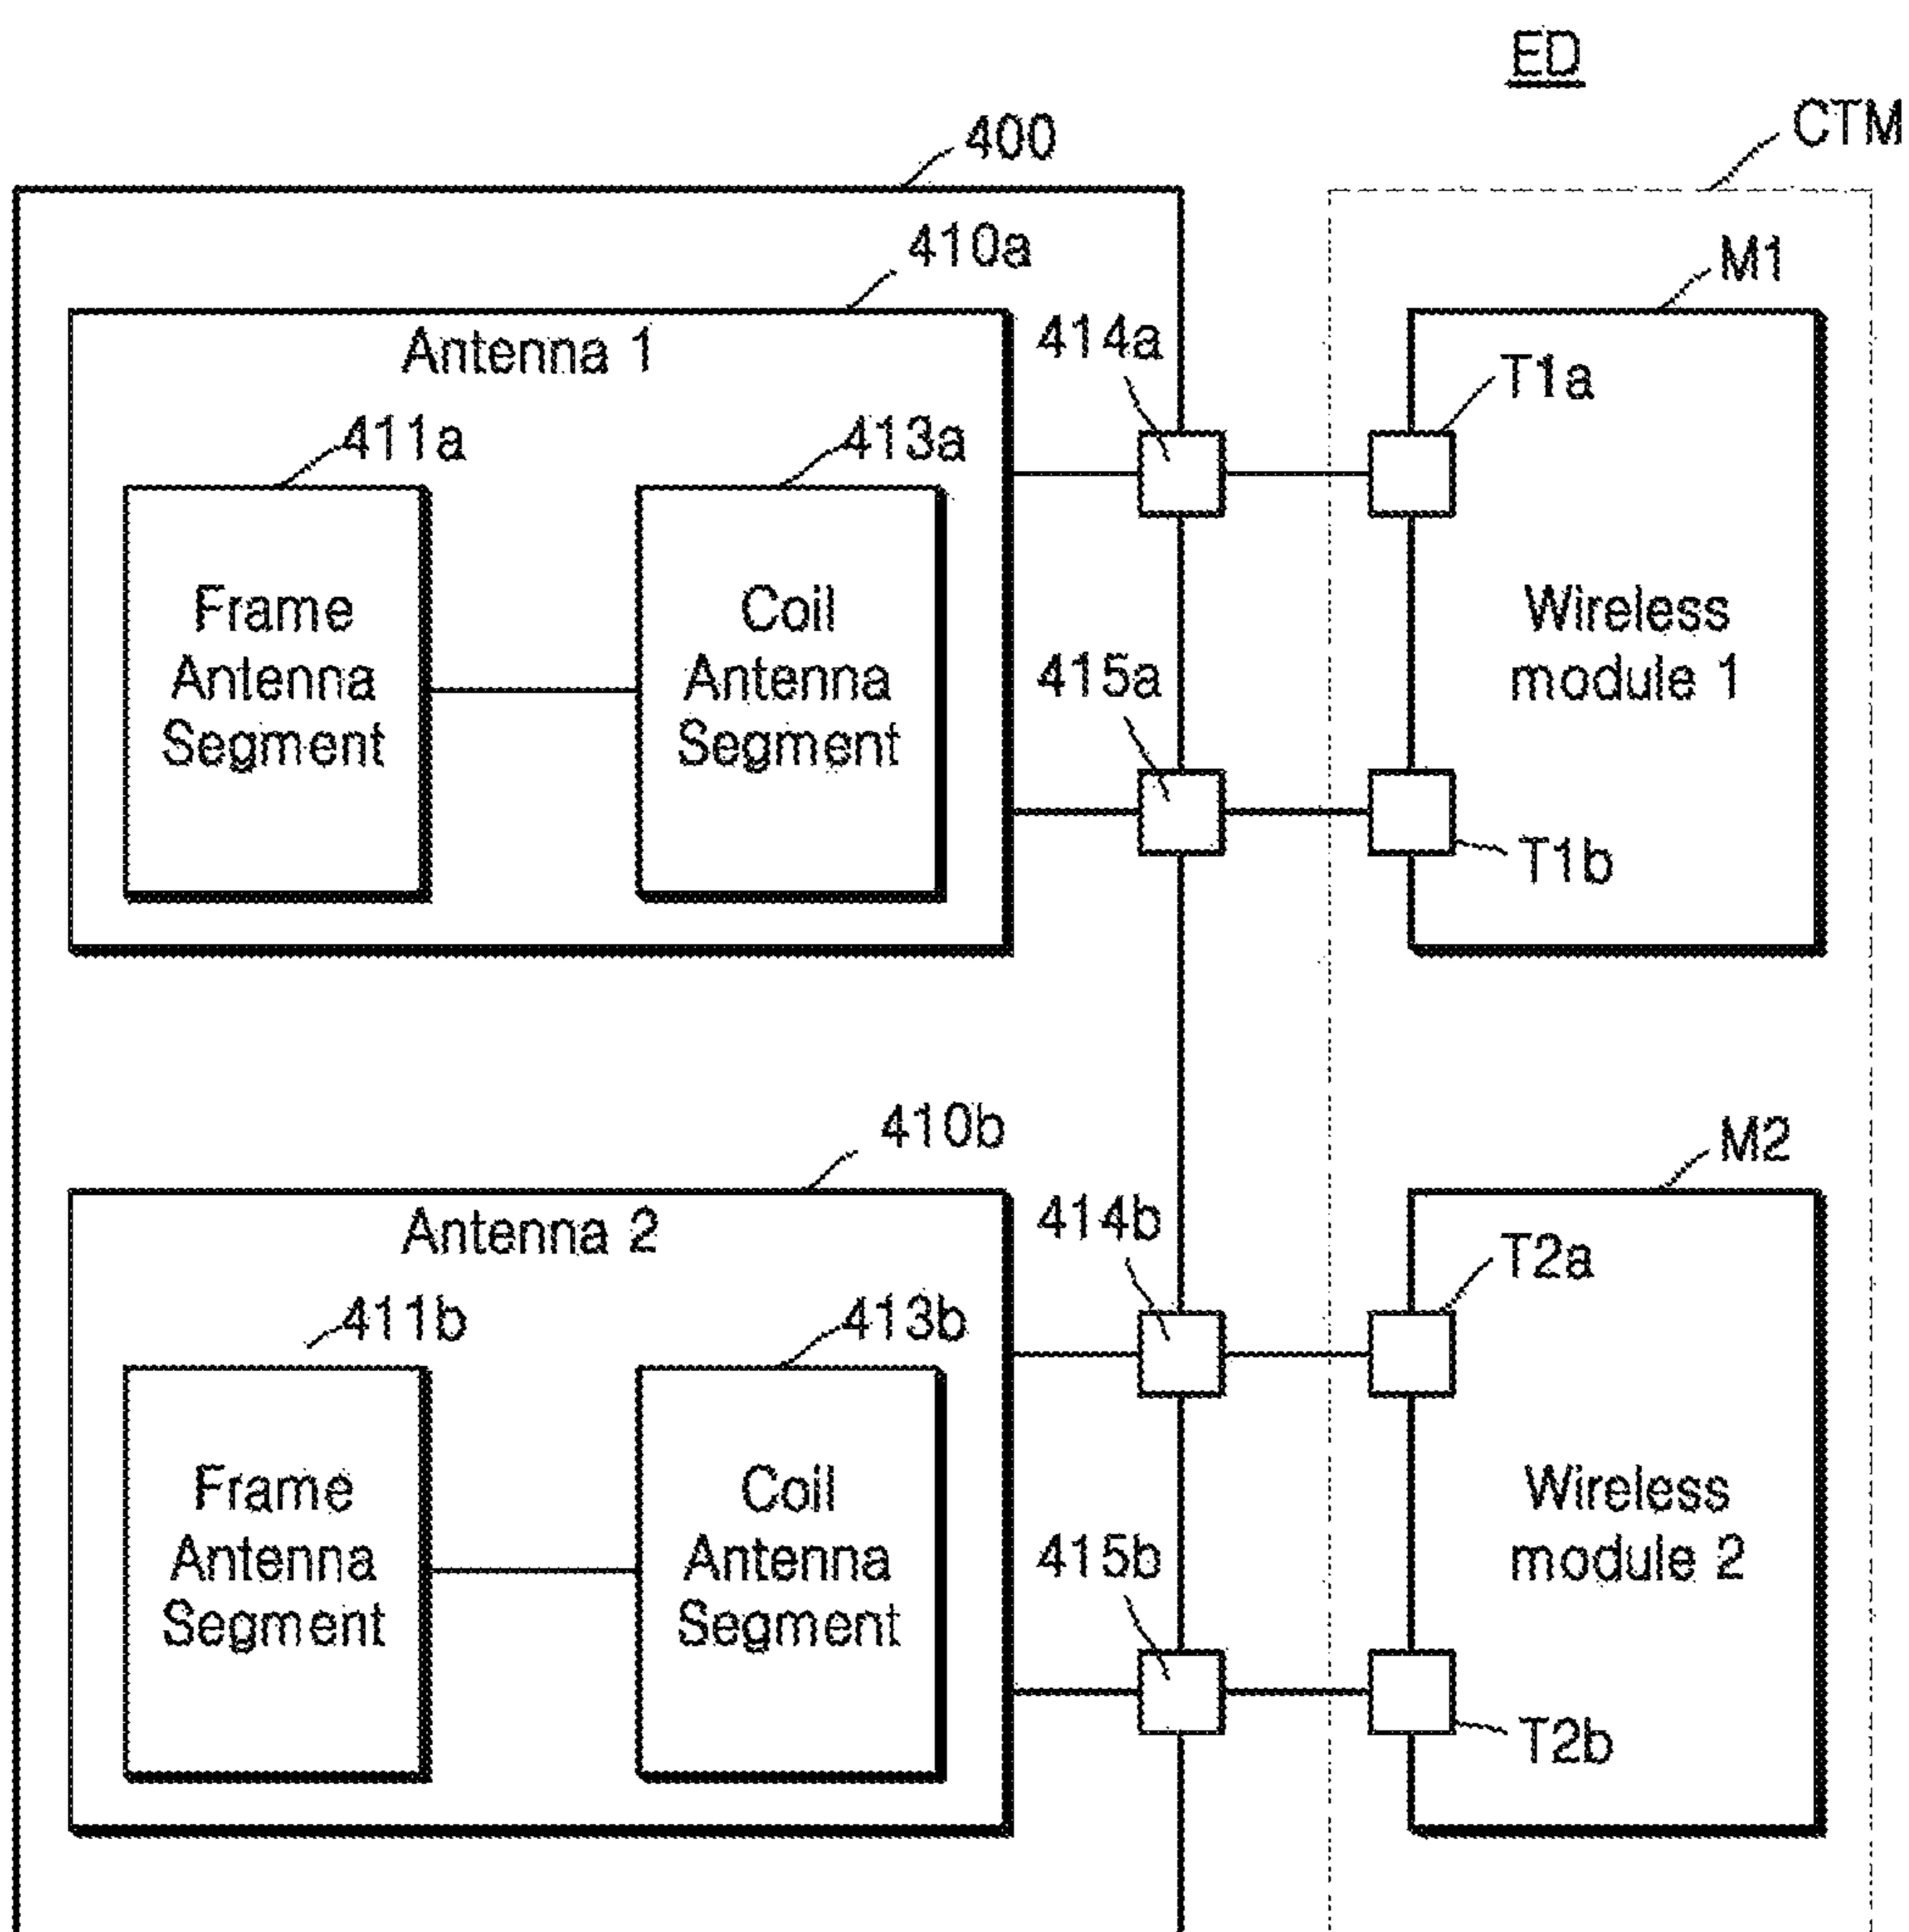 ED
CTM
400
410a
M1
Antenna 1
414a
T1a
411a
413a
Frame
Antenna
Segment
Coil
Antenna
Segment
Wireless
module 1
415a
T1b
410b
M2
Antenna 2
414b
T2a
411b
413b
Frame
Antenna
Segment
Coil
Antenna
Segment
Wireless
module 2
415b
T2b